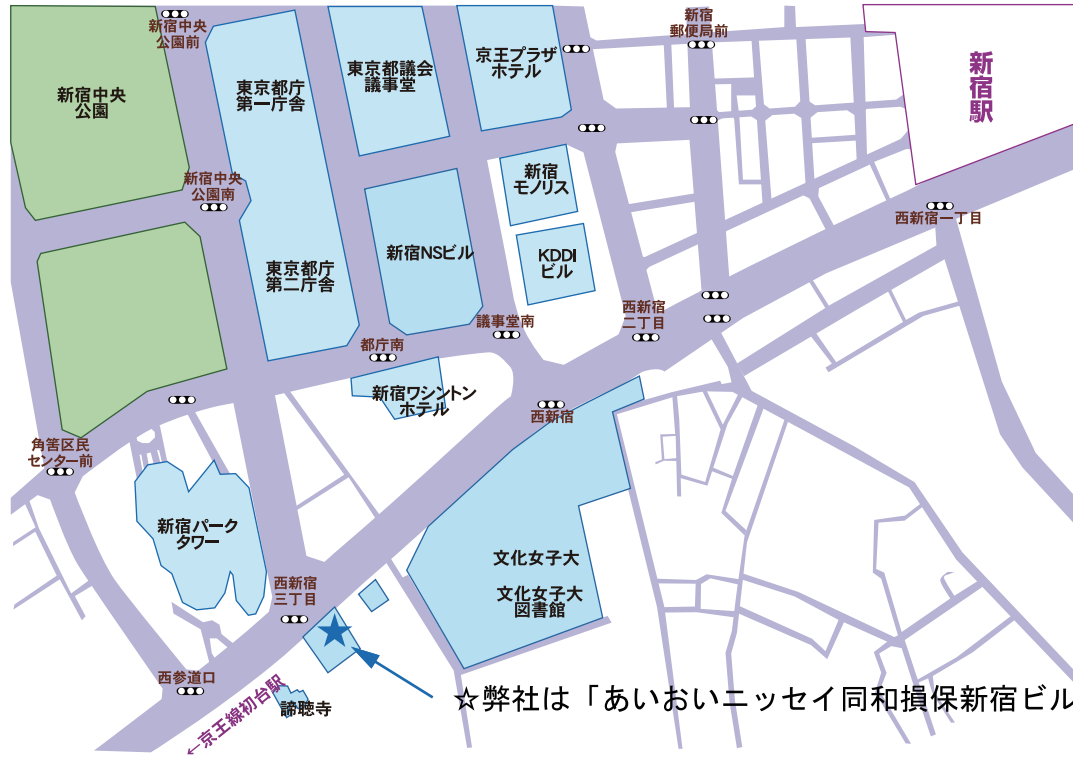 新宿中央
公園前
新宿
郵便局前
京王プラザ
ホテル
東京都議会
議事堂
東京都庁
第一庁舎
新宿中央
公園
新宿駅
新宿中央
公園南
新宿
モノリス
西新宿一丁目
新宿NSビル
KDDI
ビル
東京都庁
第二庁舎
西新宿
二丁目
議事堂南
都庁南
新宿ワシントン
ホテル
西新宿
角筈区民
センター前
新宿パーク
タワー
文化女子大
文化女子大
図書館
西新宿
三丁目
★
西参道口
←京王線初台駅
諦聴寺
☆弊社は「あいおいニッセイ同和損保新宿ビル